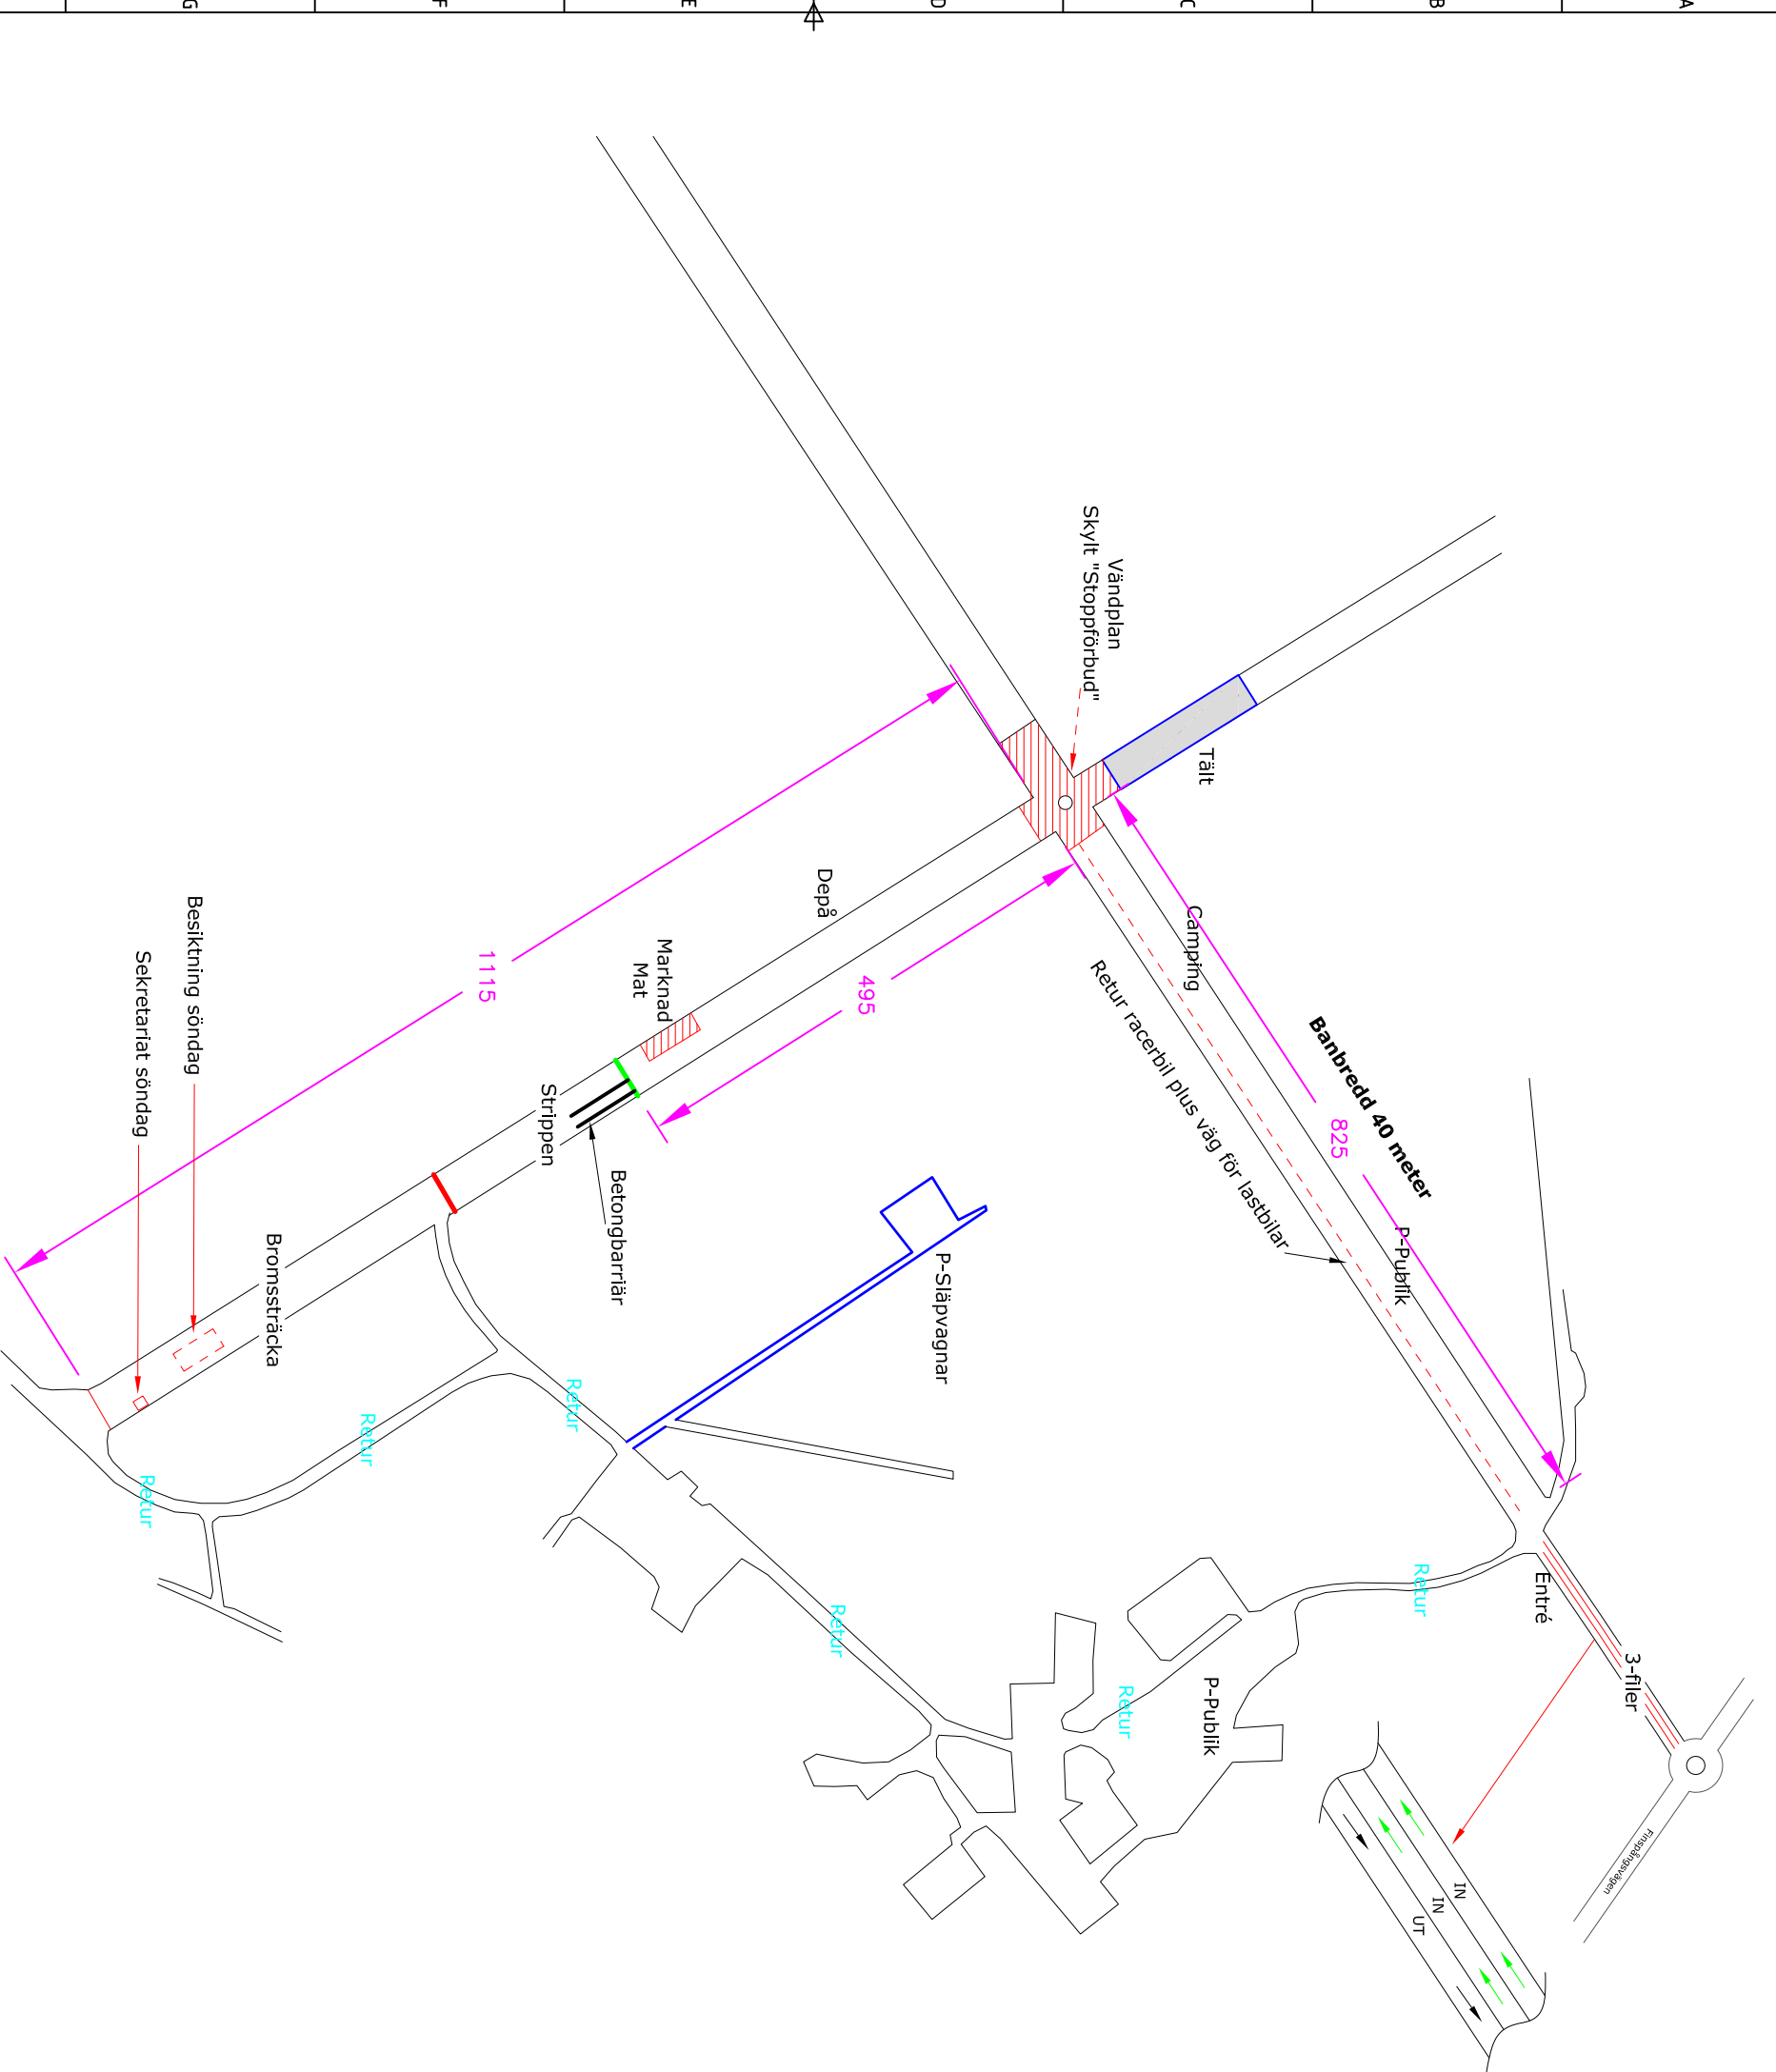 G
F
E
D
C
B
A
Vändplan
Skylt "Stoppförbud"
Tält
Camping
Banbredd 40 meter
825
P-Publik
Retur racerbil plus väg för lastbilar
Depå
Marknad
Mat
495
1115
Strippen
Betongbarriär
P-Släpvagnar
Besiktning söndag
Sekretariat söndag
Bromssträcka
Retur
Retur
Retur
Retur
Retur
Retur
P-Publik
Entré
3-filer
Finspångsvägen
IN
IN
UT